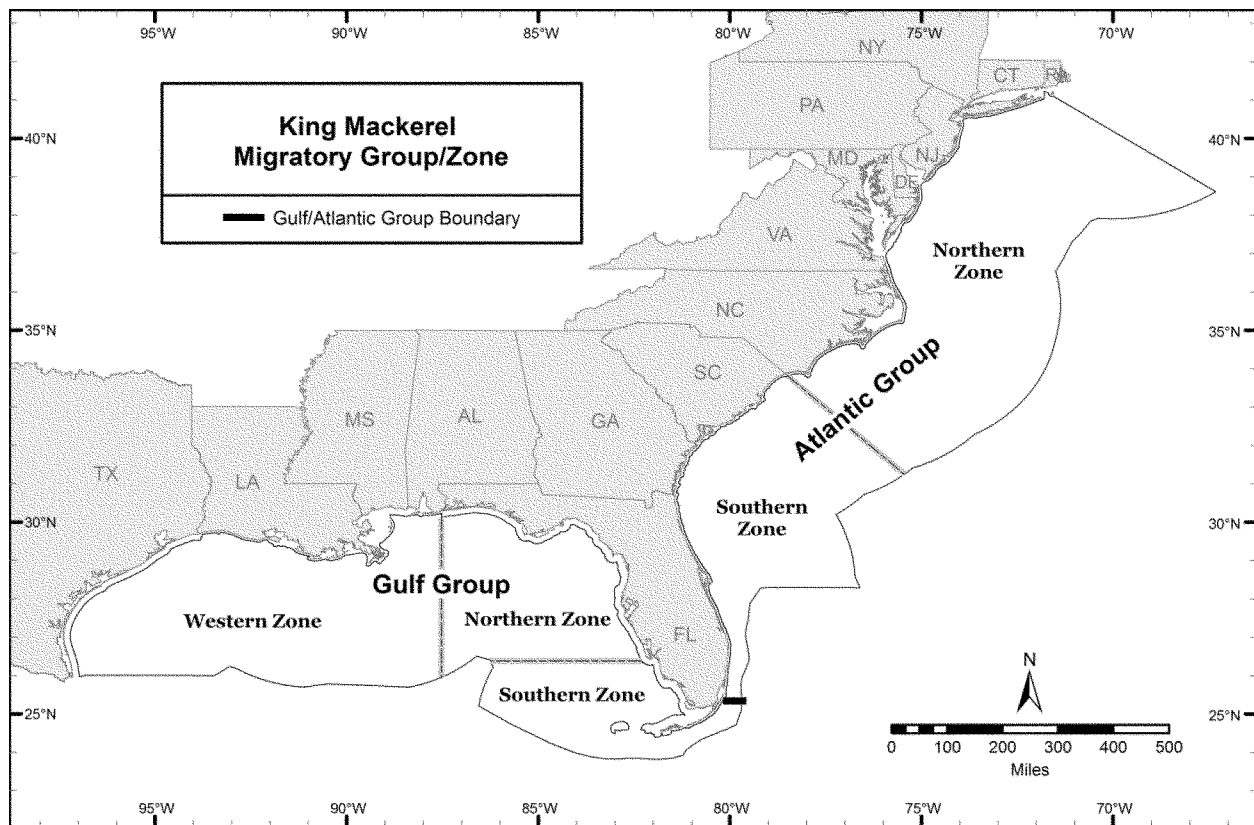 95°W 90°W 85°W 80°W 75°W 70°W
King Mackerel
Migratory Group/Zone
Gulf/Atlantic Group Boundary
NY
CT
RI
PA
40°N
40°N
MD
NJ
DE
VA
Northern
Zone
NC
35°N
35°N
SC
Atlantic Group
MS
AL
GA
TX
LA
Southern
Zone
30°N
30°N
Gulf Group
Western Zone
Northern Zone
FL
Southern Zone
N
25°N
25°N
0 100 200 300 400 500
Miles
95°W 90°W 85°W 80°W 75°W 70°W